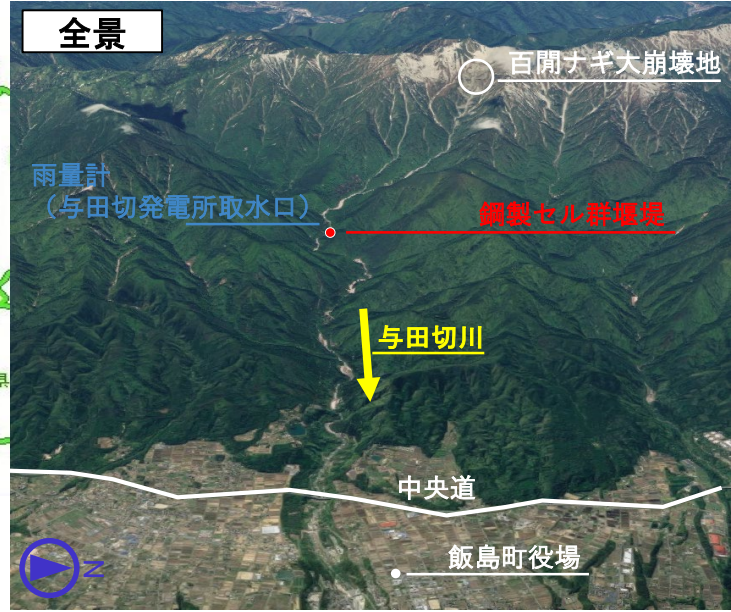 全景
百間ナギ大崩壊地
雨量計
（与田切発電所取水口）
鋼製セル群堰堤
与田切川
中央道
飯島町役場
N